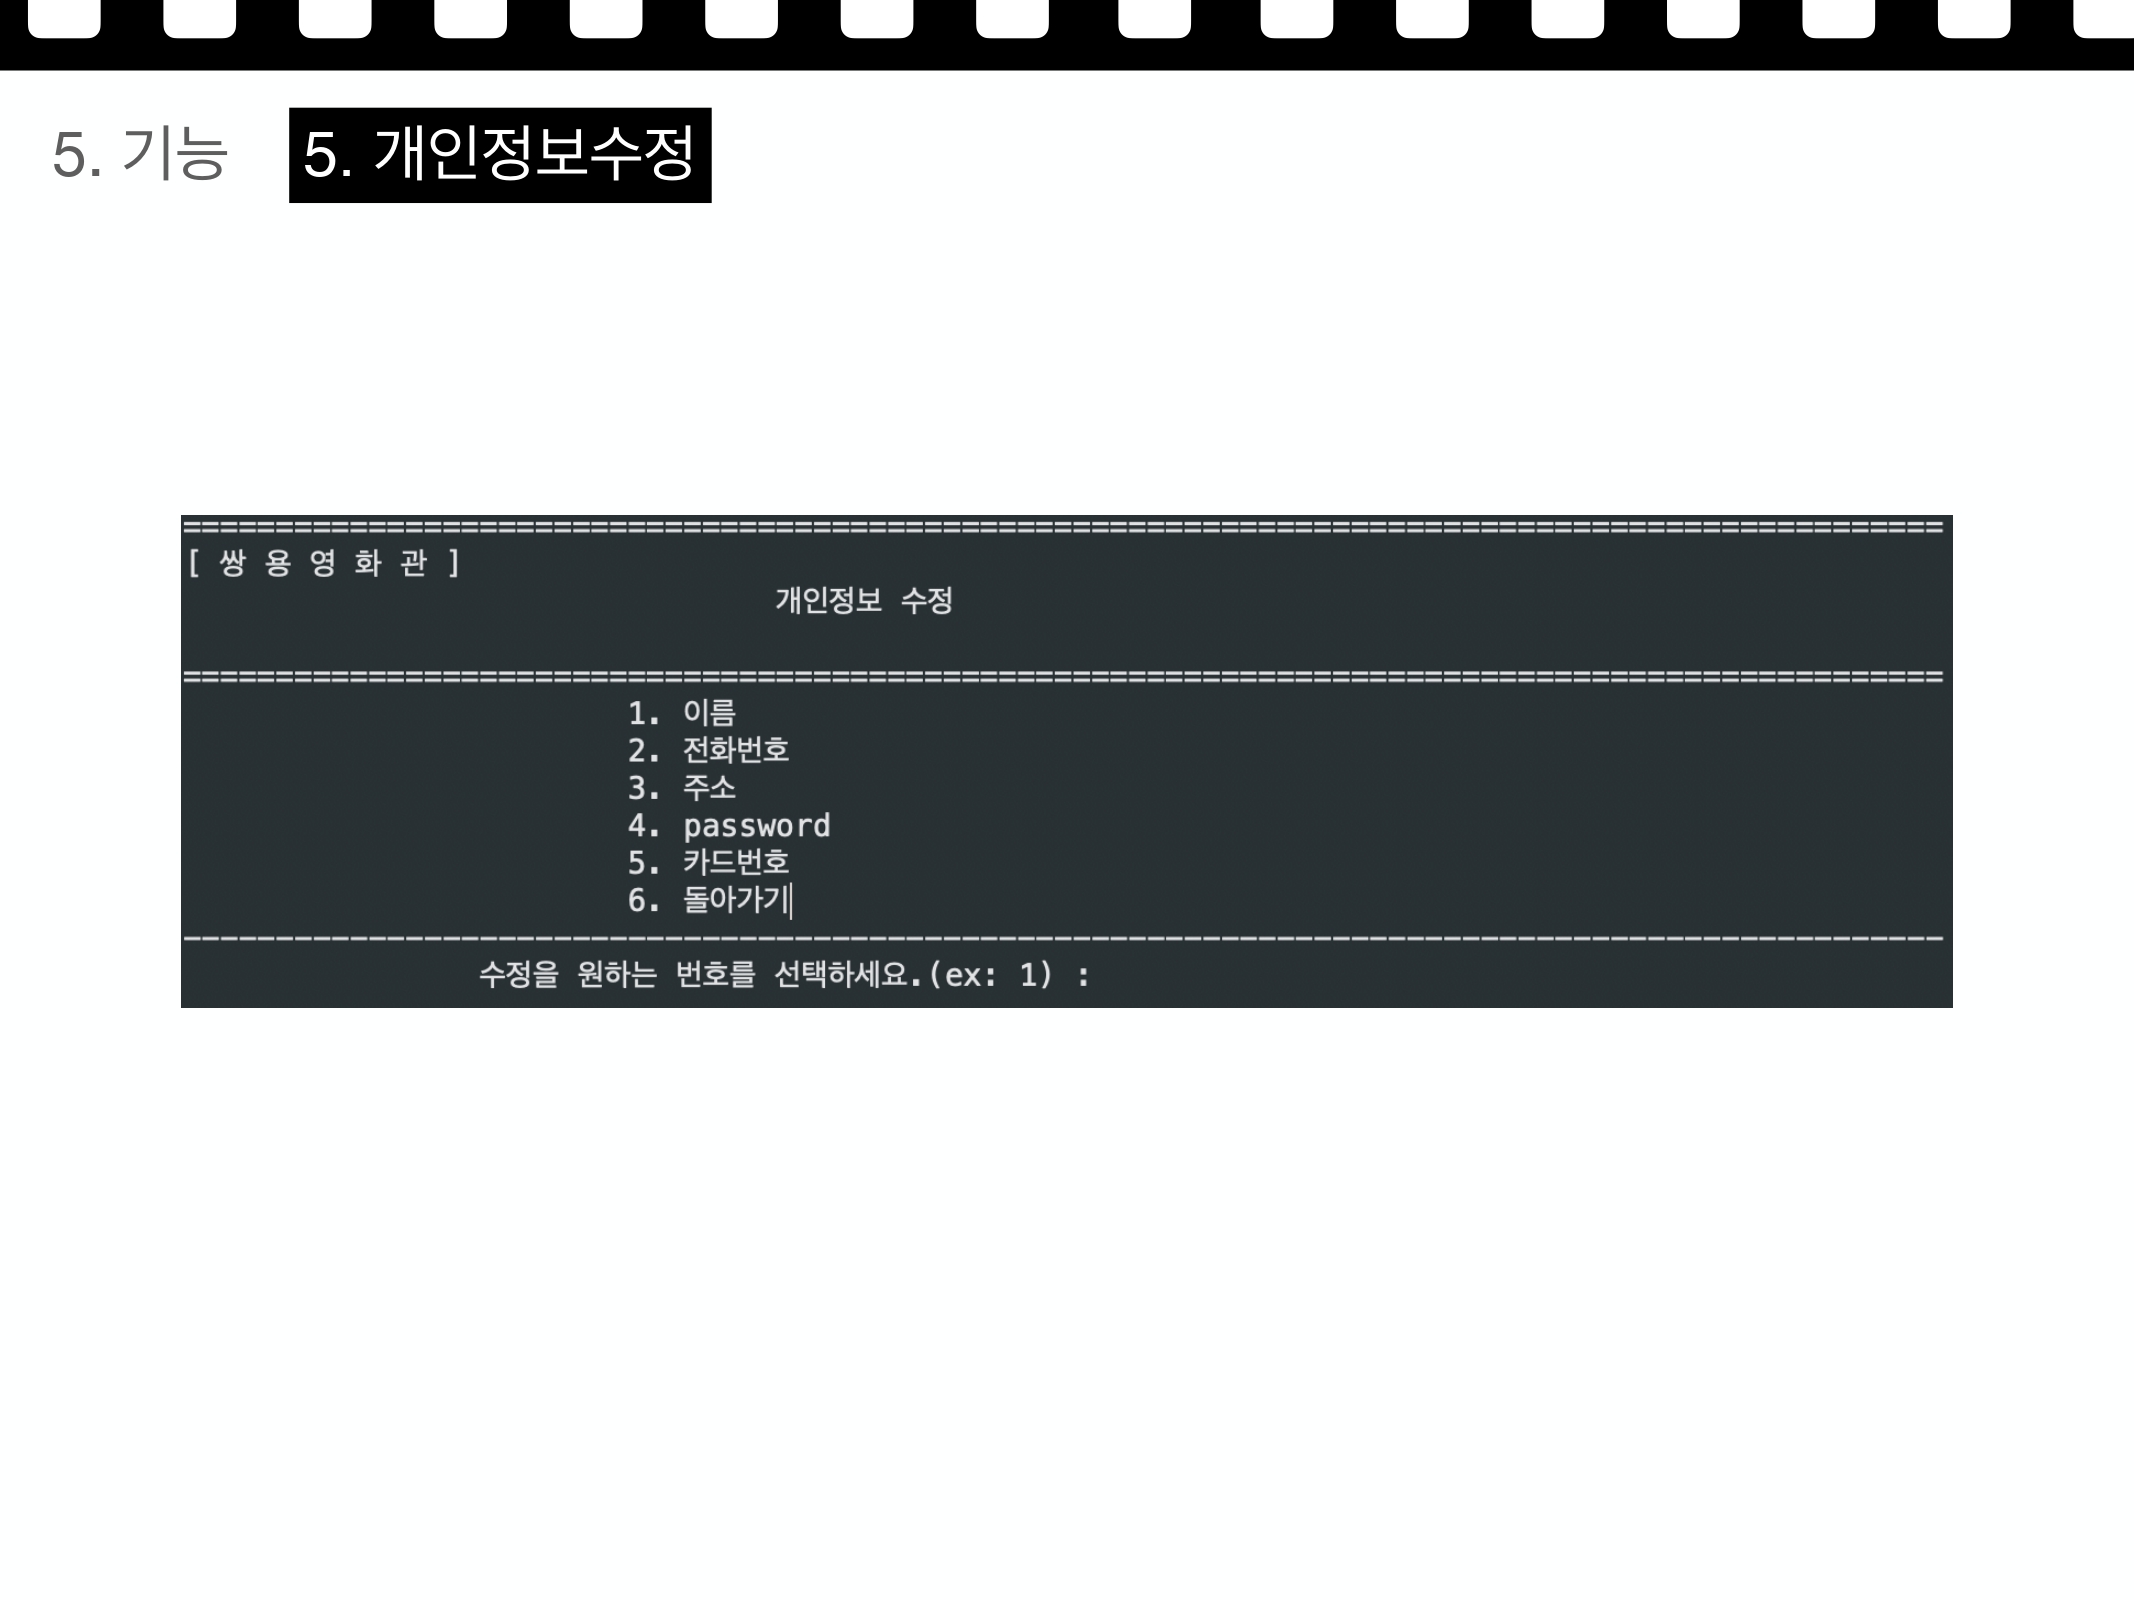 5. 기능 5. 개인정보수정
===============================================================================================
[ 쌍 용 영 화 관 ]
개인정보 수정
===============================================================================================
1. 이름
2. 전화번호
3. 주소
4. password
5. 카드번호
6. 돌아가기
-----------------------------------------------------------------------------------------------
수정을 원하는 번호를 선택하세요.(ex: 1) :